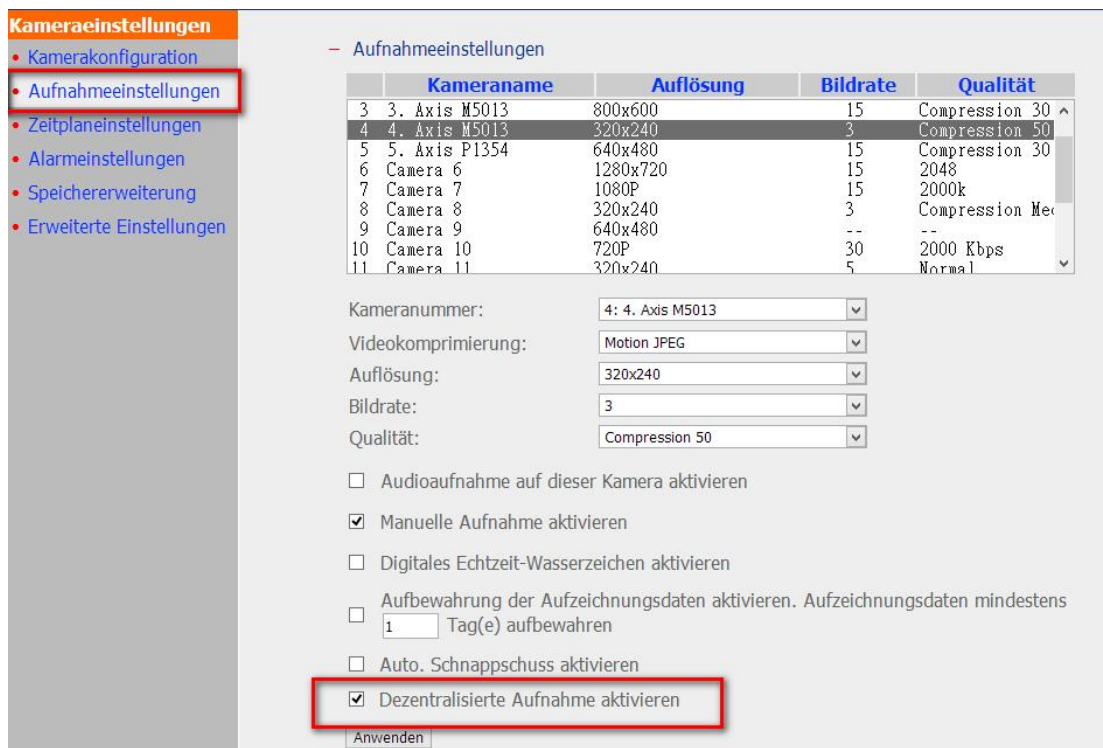 Kameraeinstellungen
• Kamerakonfiguration
• Aufnahmeeinstellungen
• Zeitplaneinstellungen
• Alarmeinstellungen
• Speichererweiterung
• Erweiterte Einstellungen
– Aufnahmeeinstellungen
Kameraname Auflösung Bildrate Qualität
3 3. Axis M5013 800x600 15 Compression 30
4 4. Axis M5013 320x240 3 Compression 50
5 5. Axis P1354 640x480 15 Compression 30
6 Camera 6 1280x720 15 2048
7 Camera 7 1080P 15 2000k
8 Camera 8 320x240 3 Compression Med
9 Camera 9 640x480 -- --
10 Camera 10 720P 30 2000 Kbps
11 Camera 11 320x240 5 Normal
Kameranummer: 4: 4. Axis M5013
Videokomprimierung: Motion JPEG
Auflösung: 320x240
Bildrate: 3
Qualität: Compression 50
Audioaufnahme auf dieser Kamera aktivieren
Manuelle Aufnahme aktivieren
Digitales Echtzeit-Wasserzeichen aktivieren
Aufbewahrung der Aufzeichnungsdaten aktivieren. Aufzeichnungsdaten mindestens
1 Tag(e) aufbewahren
Auto. Schnappschuss aktivieren
Dezentralisierte Aufnahme aktivieren
Anwenden